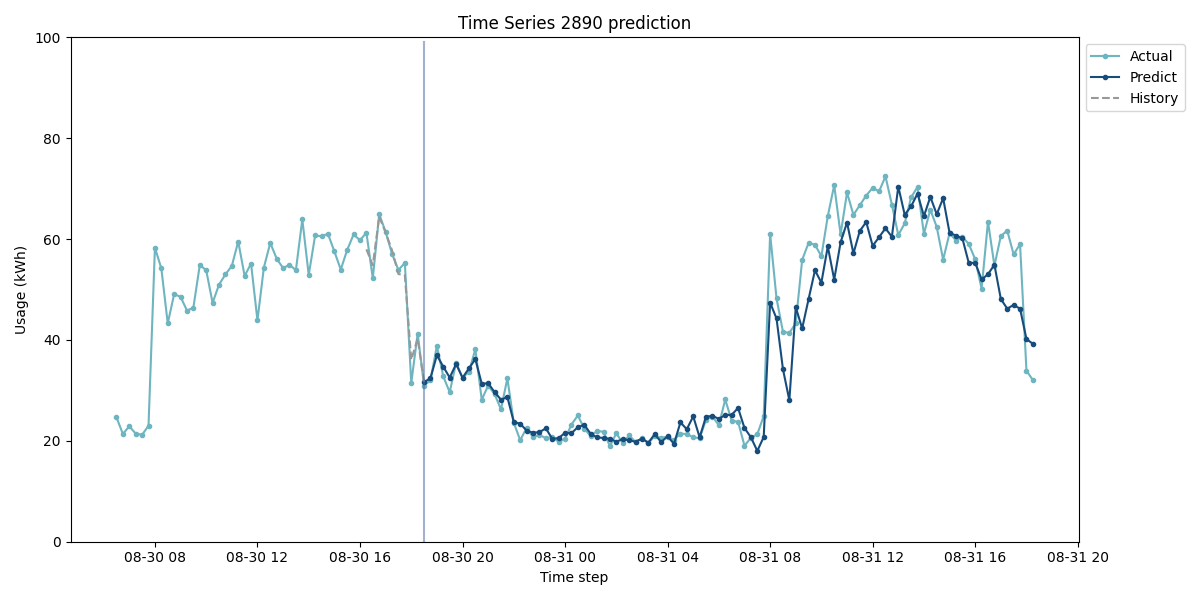 Time Series 2890 prediction
100
80
60
40
20
0
Usage (kWh)
08-30 08
08-30 12
08-30 16
08-30 20
08-31 00
08-31 04
08-31 08
08-31 12
08-31 16
08-31 20
Time step
Actual
Predict
History